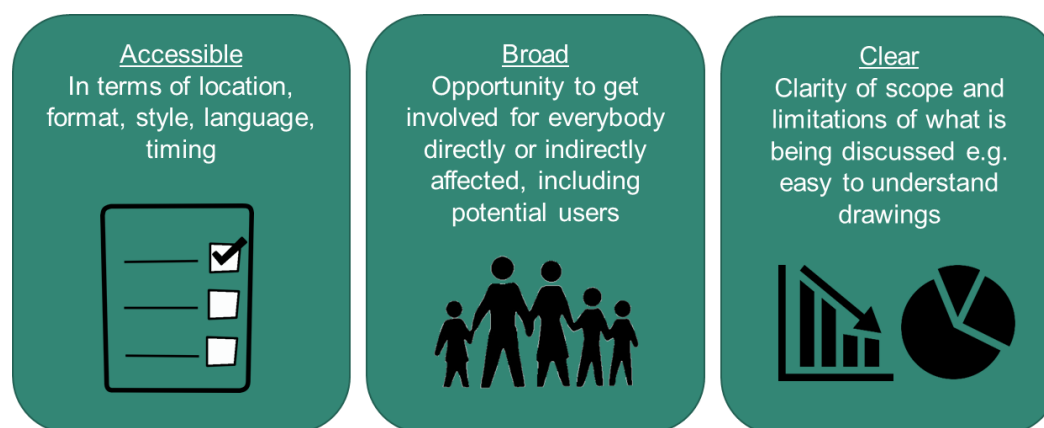 Accessible
In terms of location,
format, style, language,
timing
Broad
Opportunity to get
involved for everybody
directly or indirectly
affected, including
potential users
Clear
Clarity of scope and
limitations of what is
being discussed e.g.
easy to understand
drawings